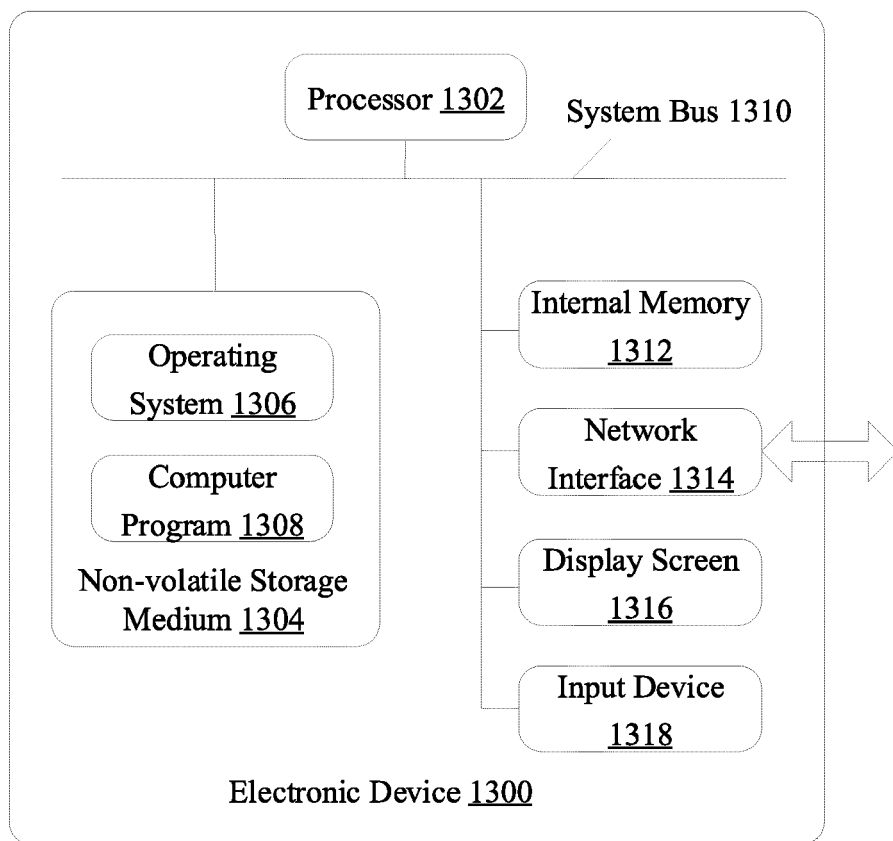 Processor 1302
System Bus 1310
Internal Memory
1312
Operating
System 1306
Network
Interface 1314
Computer
Program 1308
Display Screen
1316
Non-volatile Storage
Medium 1304
Input Device
1318
Electronic Device 1300